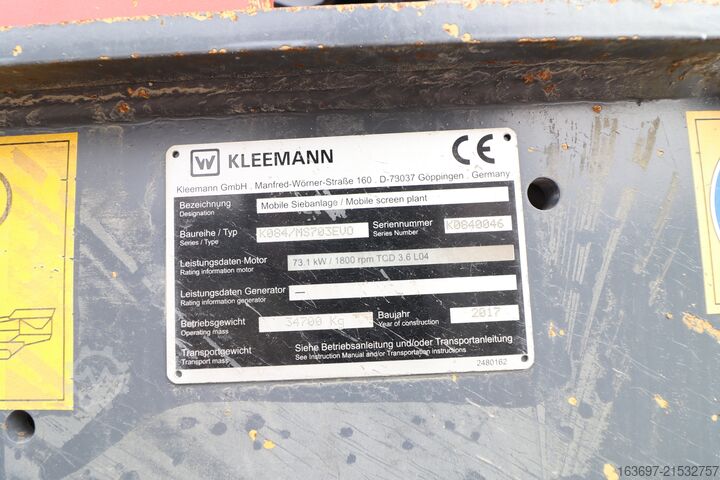 KLEEMANN
CE
Kleemann GmbH . Manfred-Wörner-Straße 160 . D-73037 Göppingen . Germany
Bezeichnung Mobile Siebanlage / Mobile screen plant
Designation
Baureihe / Typ K084/MS703EVO Seriennummer K0840046
Series / Type Series Number
Leistungsdaten-Motor 73.1 kW / 1800 rpm TCD 3.6 L04
Rating information motor
Leistungsdaten Generator —
Rating information generator
Betriebsgewicht 34700 Kg Baujahr 2017
Operating mass Year of construction
Transportgewicht Siehe Betriebsanleitung und/oder Transportanleitung
Transport mass See Instruction Manual and/or Transportation instructions
2480162
163697-21532757